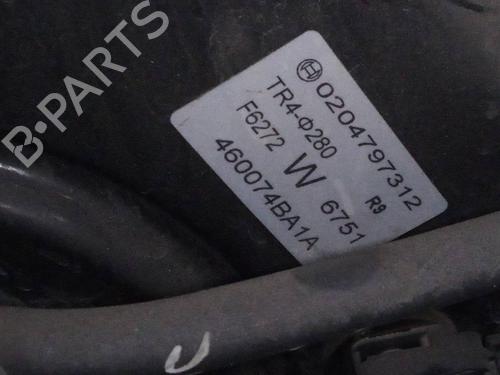 B-PARTS
0204797312
TR4-Φ280 R9
F6272 W 6751
460074BA1A